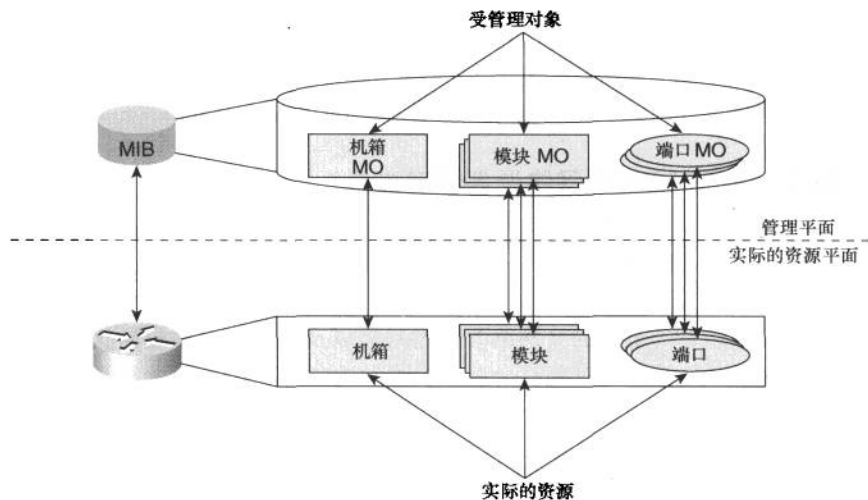 受管理对象
MIB
机箱
MO
模块 MO
端口 MO
管理平面
实际的资源平面
机箱
模块
端口
实际的资源